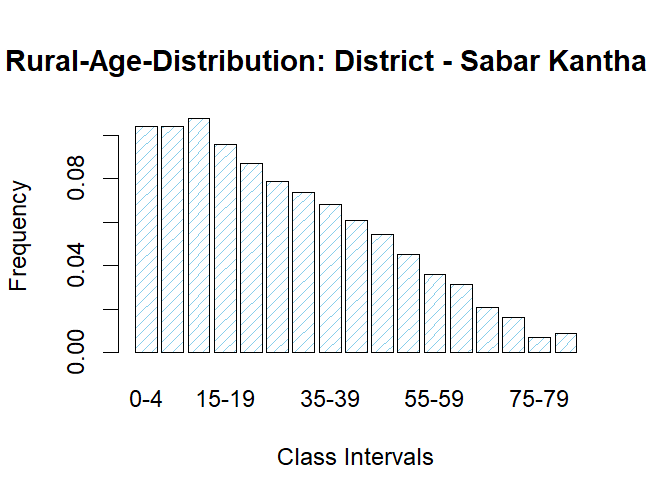 Rural-Age-Distribution: District - Sabar Kantha
Frequency
0.08
0.04
0.00
0-4 15-19 35-39 55-59 75-79
Class Intervals